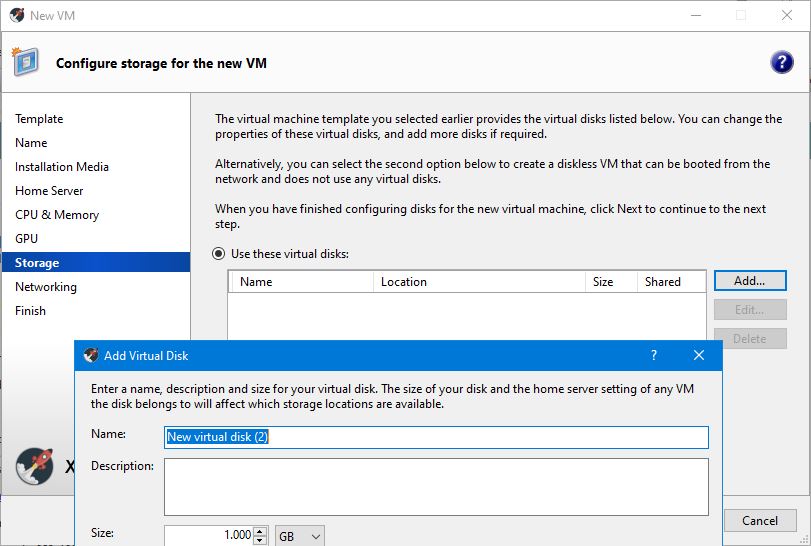 New VM
Configure storage for the new VM
?
Template
Name
Installation Media
Home Server
CPU & Memory
GPU
Storage
Networking
Finish
The virtual machine template you selected earlier provides the virtual disks listed below. You can change the
properties of these virtual disks, and add more disks if required.
Alternatively, you can select the second option below to create a diskless VM that can be booted from the
network and does not use any virtual disks.
When you have finished configuring disks for the new virtual machine, click Next to continue to the next
step.
Use these virtual disks:
Name Location Size Shared
Add...
Edit...
Delete
Add Virtual Disk ?
Enter a name, description and size for your virtual disk. The size of your disk and the home server setting of any VM
the disk belongs to will affect which storage locations are available.
Name: New virtual disk (2)
Description:
Size: 1.000 GB
X
Cancel